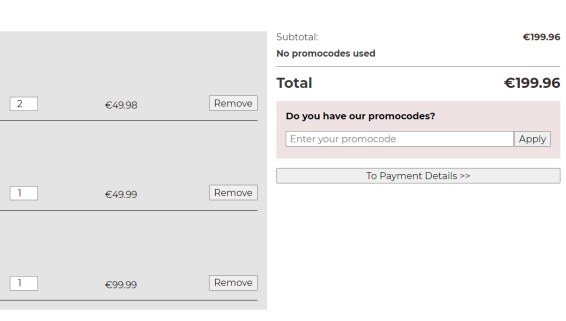 2 €49.98 Remove
1 €49.99 Remove
1 €99.99 Remove
Subtotal: €199.96
No promocodes used
Total €199.96
Do you have our promocodes?
Enter your promocode Apply
To Payment Details >>